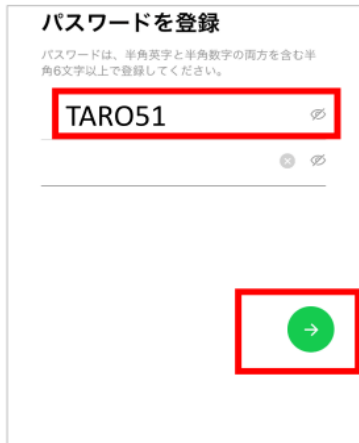 パスワードを登録
パスワードは、半角英字と半角数字の両方を含む半
角6文字以上で登録してください。
TARO51